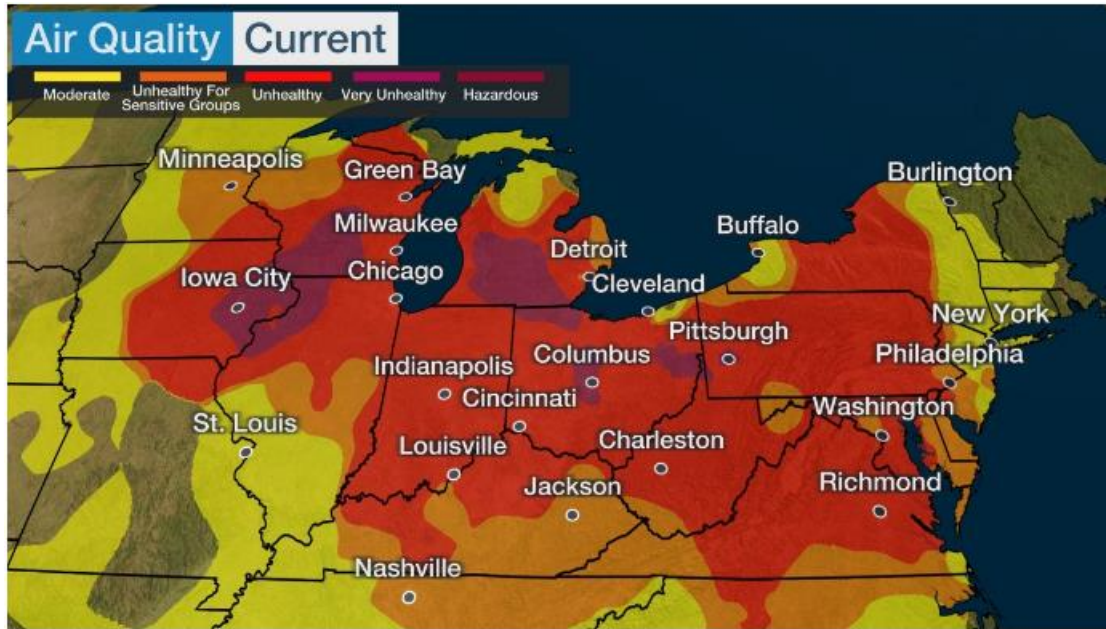 Air Quality Current
Moderate
Unhealthy For
Sensitive Groups
Unhealthy
Very Unhealthy
Hazardous
Minneapolis
Green Bay
Burlington
Milwaukee
Buffalo
Detroit
Iowa City
Chicago
Cleveland
New York
Pittsburgh
Columbus
Philadelphia
Indianapolis
Cincinnati
Washington
St. Louis
Louisville
Charleston
Jackson
Richmond
Nashville